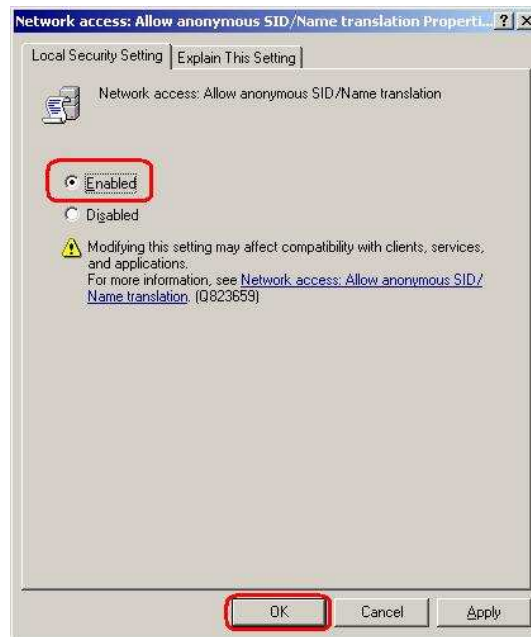 Network access: Allow anonymous SID/Name translation Properti... ? X
Local Security Setting Explain This Setting
Network access: Allow anonymous SID/Name translation
Enabled
Disabled
Modifying this setting may affect compatibility with clients, services,
and applications.
For more information, see Network access: Allow anonymous SID/
Name translation. (Q823659)
OK Cancel Apply